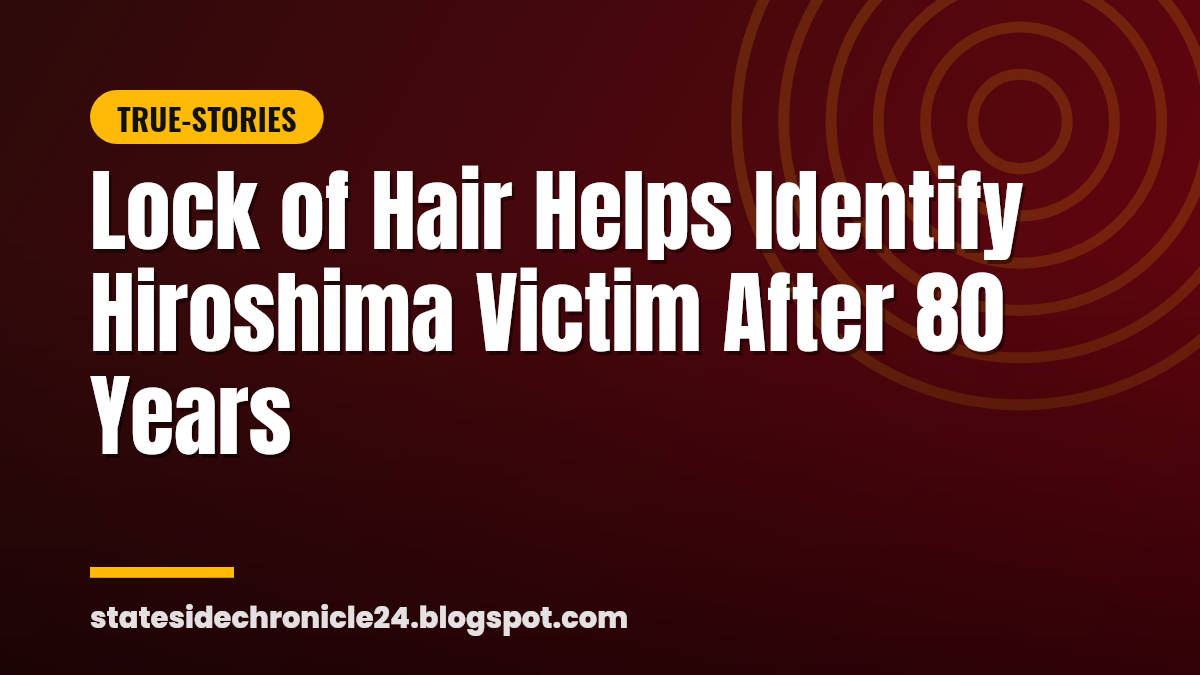 TRUE-STORIES
Lock of Hair Helps Identify
Hiroshima Victim After 80
Years
statesidechronicle24.blogspot.com